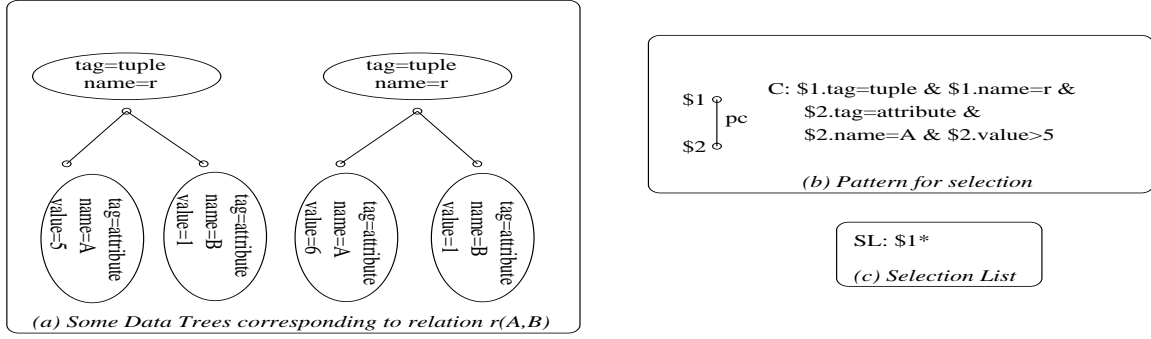 tag=tuple
name=r
tag=tuple
name=r
tag=attribute
name=A
value=5
tag=attribute
name=B
value=1
tag=attribute
name=A
value=6
tag=attribute
name=B
value=1
(a) Some Data Trees corresponding to relation r(A,B)
$1
pc
$2
C: $1.tag=tuple & $1.name=r &
$2.tag=attribute &
$2.name=A & $2.value>5
(b) Pattern for selection
SL: $1*
(c) Selection List